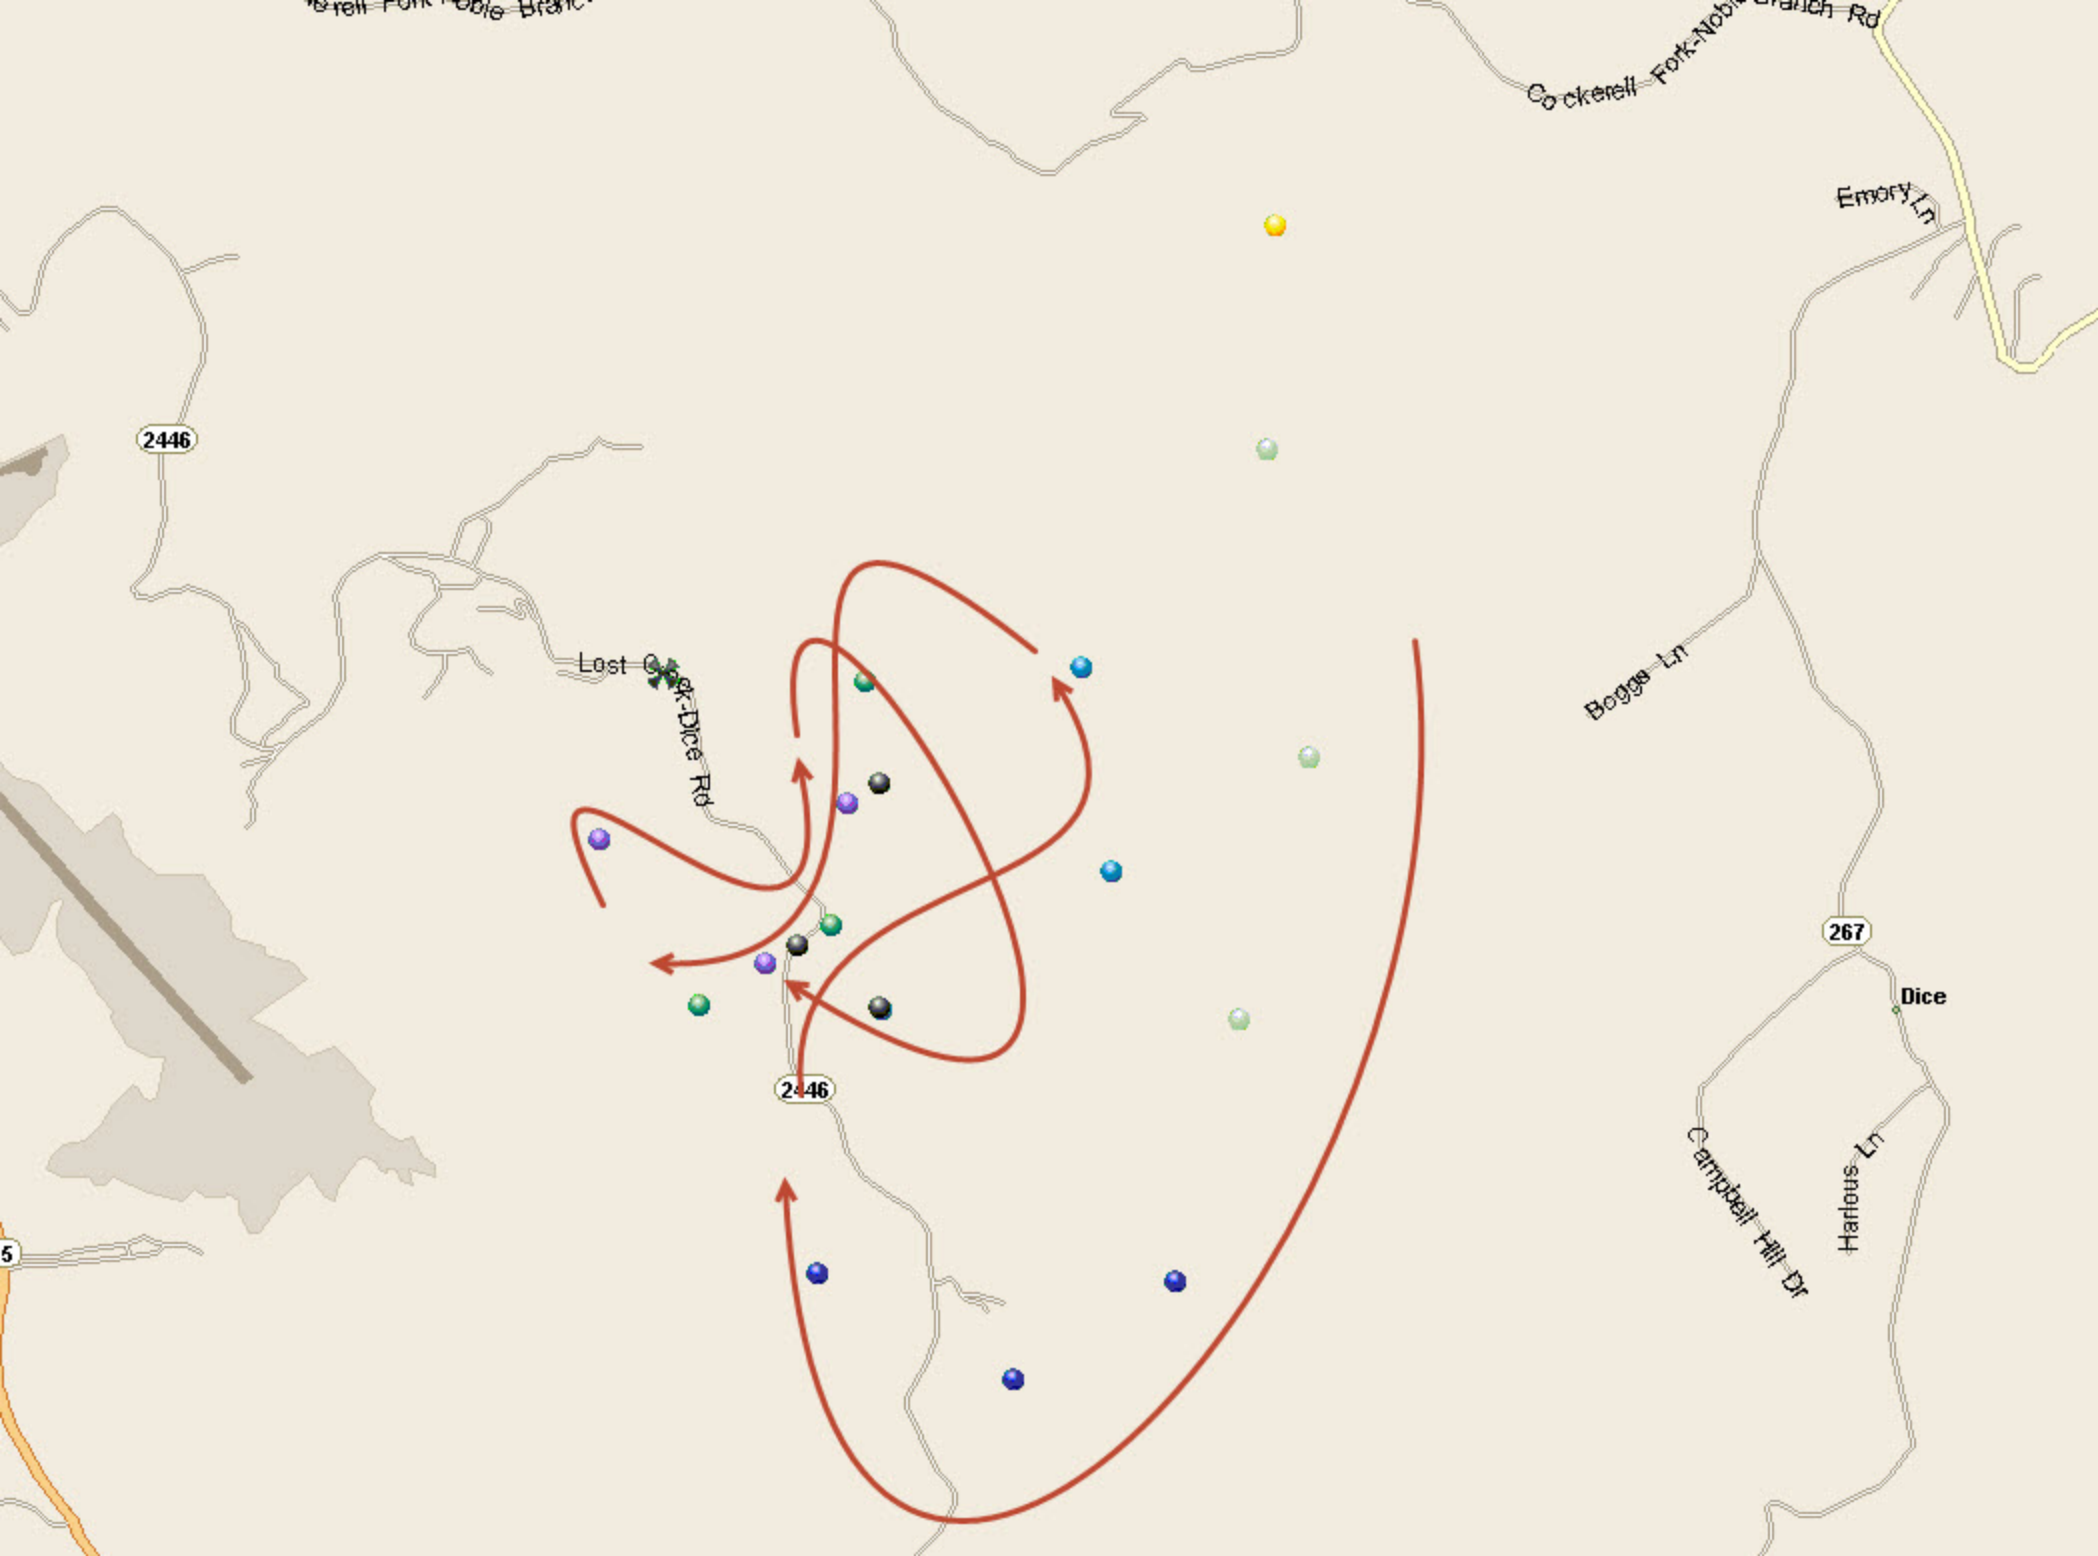 Branch Rd
Cockerell Fork-Noble
Emory Ln
2446
Lost
-Dice Rd
Boggs Ln
267
Dice
2446
Campbell Hill Dr
Harlous Ln
5